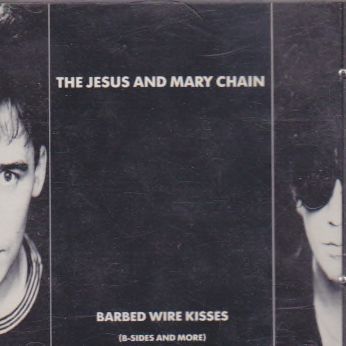 THE JESUS AND MARY CHAIN
BARBED WIRE KISSES
(B-SIDES AND MORE)